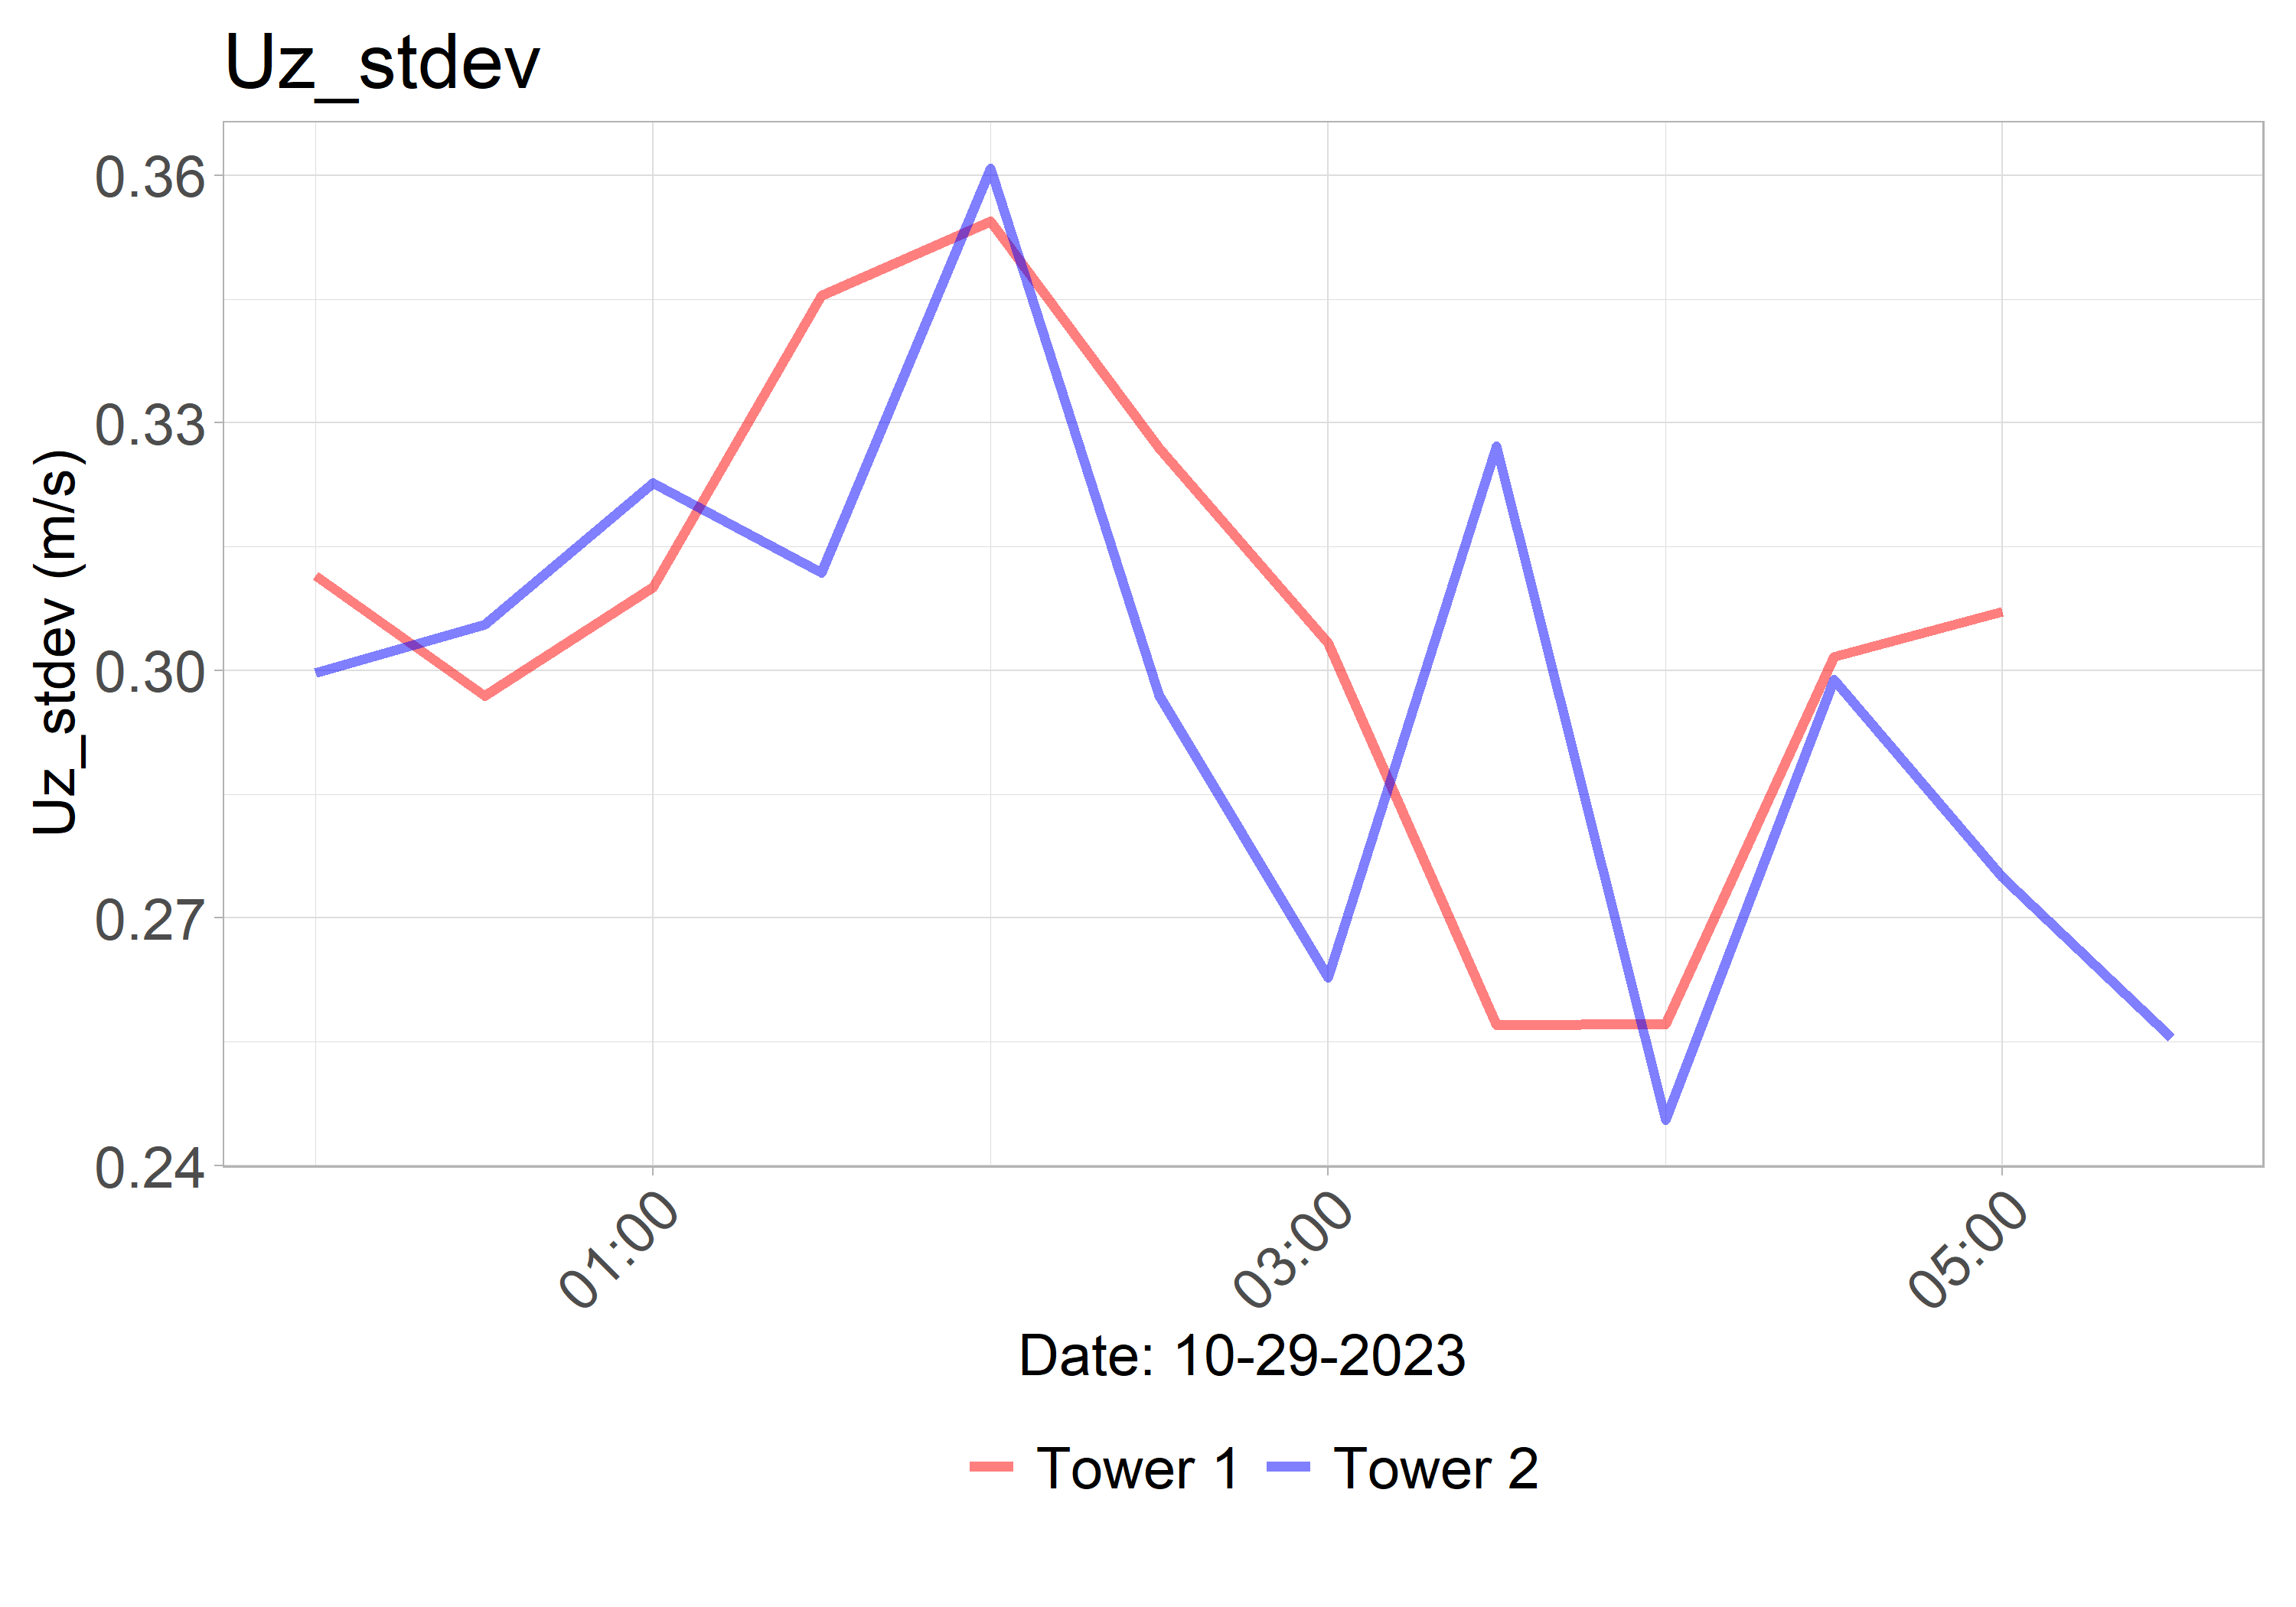 Uz_stdev
Uz_stdev (m/s)
0.36
0.33
0.30
0.27
0.24
01:00
03:00
05:00
Date: 10-29-2023
Tower 1
Tower 2